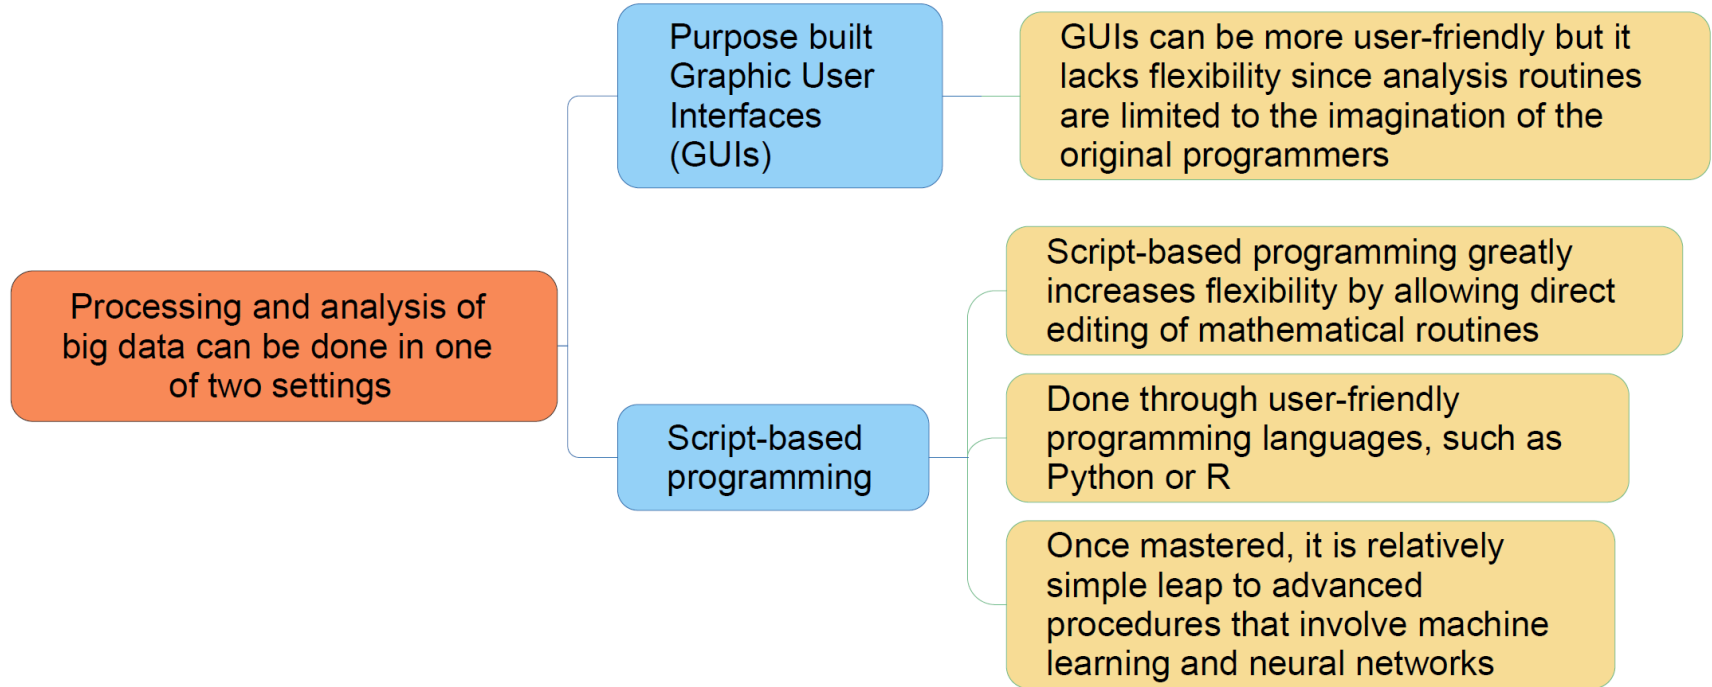 Purpose built
Graphic User
Interfaces
(GUIs)
GUIs can be more user-friendly but it
lacks flexibility since analysis routines
are limited to the imagination of the
original programmers
Processing and analysis of
big data can be done in one
of two settings
Script-based
programming
Script-based programming greatly
increases flexibility by allowing direct
editing of mathematical routines
Done through user-friendly
programming languages, such as
Python or R
Once mastered, it is relatively
simple leap to advanced
procedures that involve machine
learning and neural networks